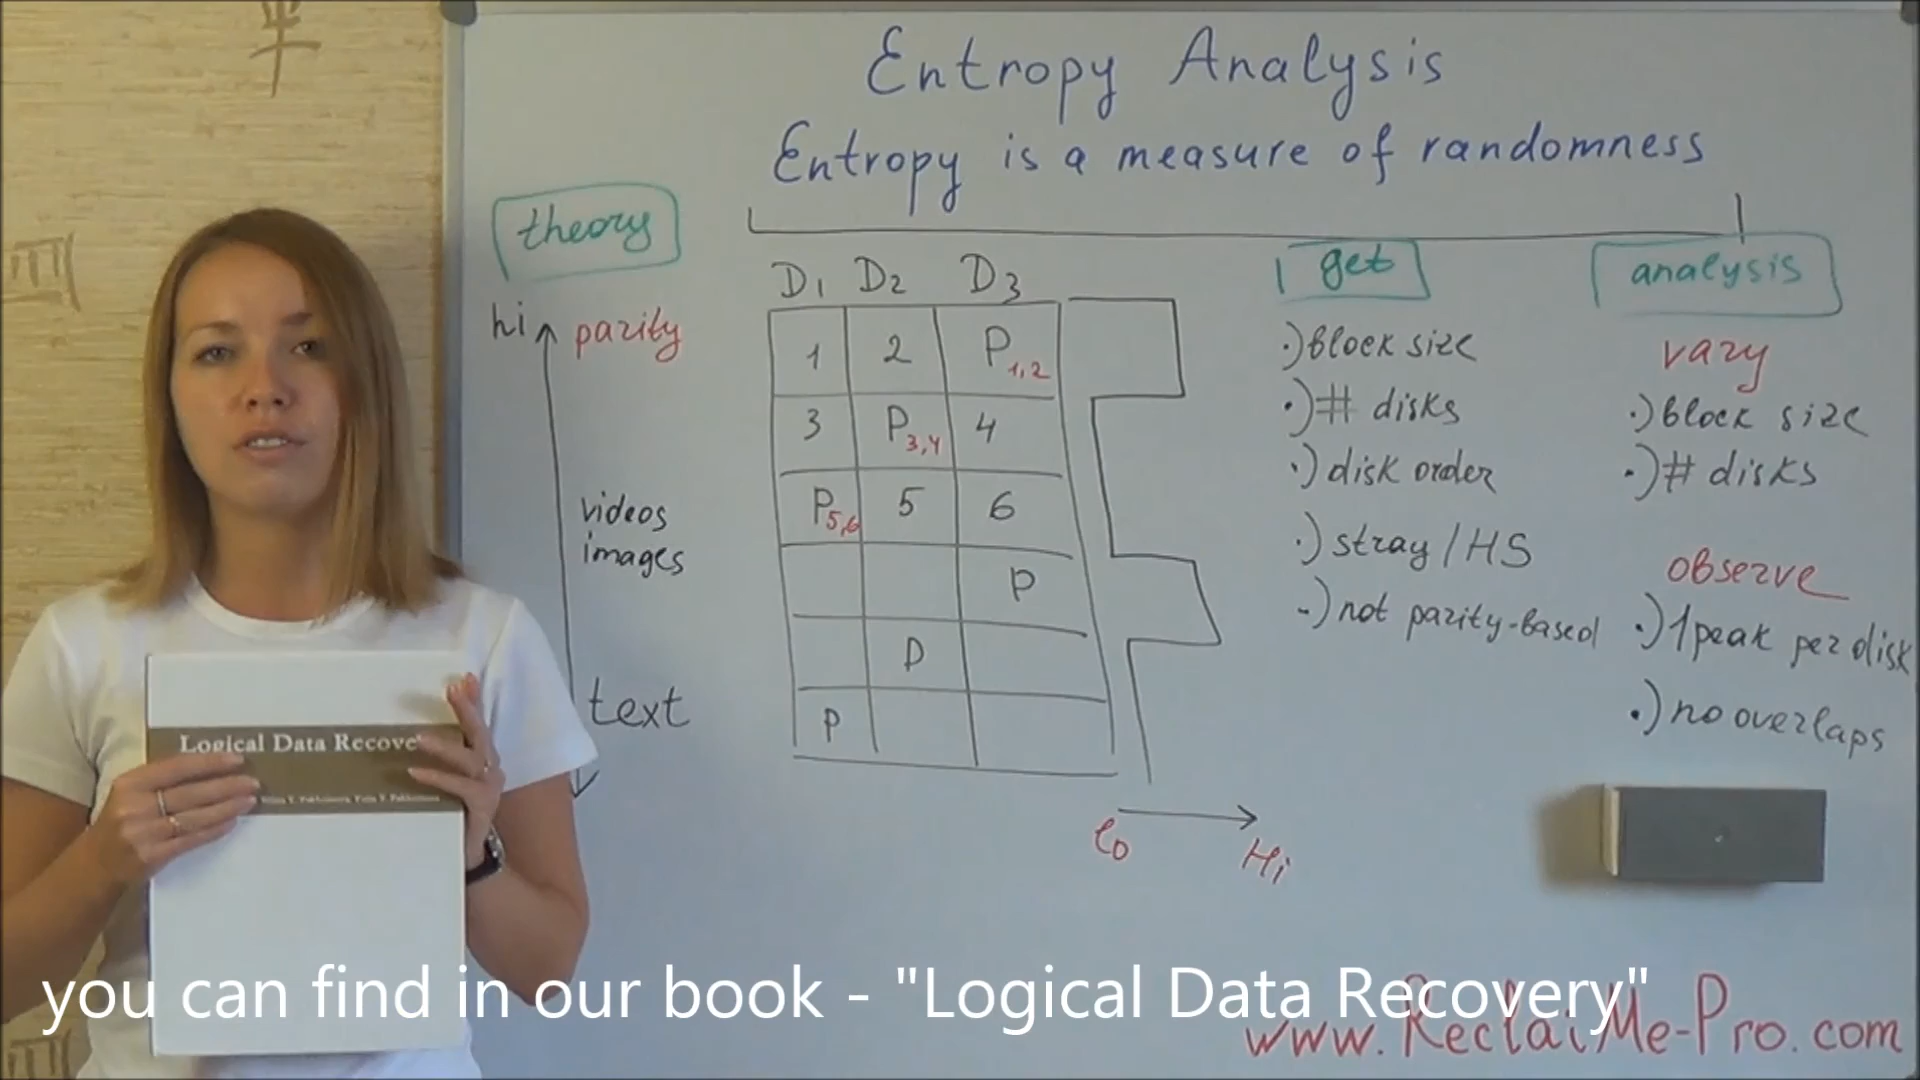 Entropy Analysis
Entropy is a measure of randomness
theory
hi
parity
videos
images
text
D1 D2 D3
1 2 P1,2
3 P3,4 4
P5,6 5 6
P
P
P
Lo
Hi
get
·) block size
·) # disks
·) disk order
·) stray/HS
·) not parity-based
analysis
vary
·) block size
·) # disks
observe
·) 1 peak per disk
·) no overlaps
Logical Data Recove
you can find in our book - "Logical Data Recovery"
www.ReclaiMe-Pro.com